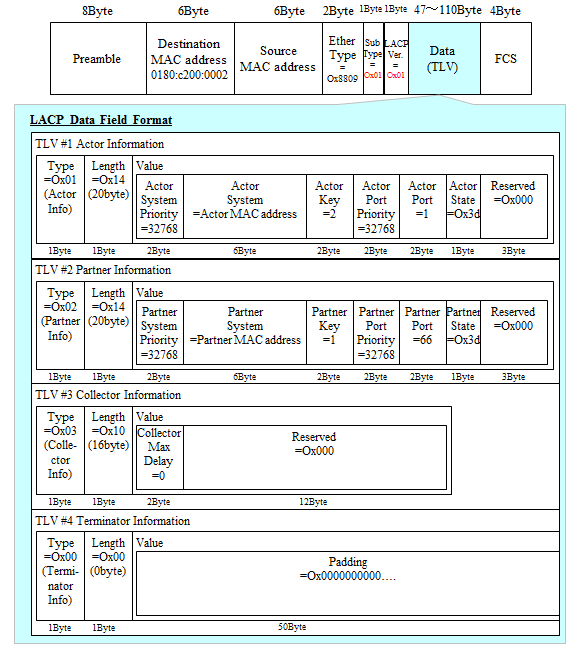 8Byte 6Byte 6Byte 2Byte 1Byte 1Byte 47～110Byte 4Byte
Preamble
Destination
MAC address
0180:c200:0002
Source
MAC address
Ether
Type
=
Ox8809
Sub
Type
=
Ox01
LACP
Ver.
=
Ox01
Data
(TLV)
FCS
LACP Data Field Format
TLV #1 Actor Information
Type
=Ox01
(Actor
Info)
Length
=Ox14
(20byte)
Value
Actor
System
Priority
=32768
Actor
System
=Actor MAC address
Actor
Key
=2
Actor
Port
Priority
=32768
Actor
Port
=1
Actor
State
=Ox3d
Reserved
=Ox000
1Byte 1Byte 2Byte 6Byte 2Byte 2Byte 2Byte 1Byte 3Byte
TLV #2 Partner Information
Type
=Ox02
(Partner
Info)
Length
=Ox14
(20byte)
Value
Partner
System
Priority
=32768
Partner
System
=Partner MAC address
Partner
Key
=1
Partner
Port
Priority
=32768
Partner
Port
=66
Partner
State
=Ox3d
Reserved
=Ox000
1Byte 1Byte 2Byte 6Byte 2Byte 2Byte 2Byte 1Byte 3Byte
TLV #3 Collector Information
Type
=Ox03
(Colle-
ctor
Info)
Length
=Ox10
(16byte)
Value
Collector
Max
Delay
=0
Reserved
=Ox000
1Byte 1Byte 2Byte 12Byte
TLV #4 Terminator Information
Type
=Ox00
(Termi-
nator
Info)
Length
=Ox00
(0byte)
Value
Padding
=Ox0000000000....
1Byte 1Byte 50Byte